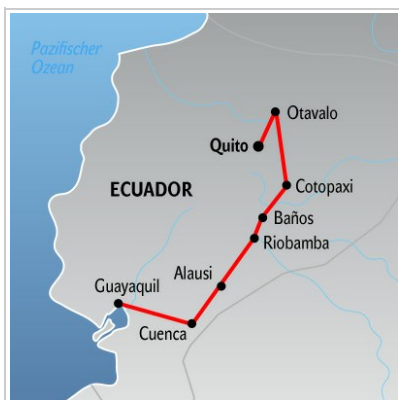 Pazifischer
Ozean
Otavalo
Quito
Cotopaxi
ECUADOR
Baños
Riobamba
Alausi
Guayaquil
Cuenca